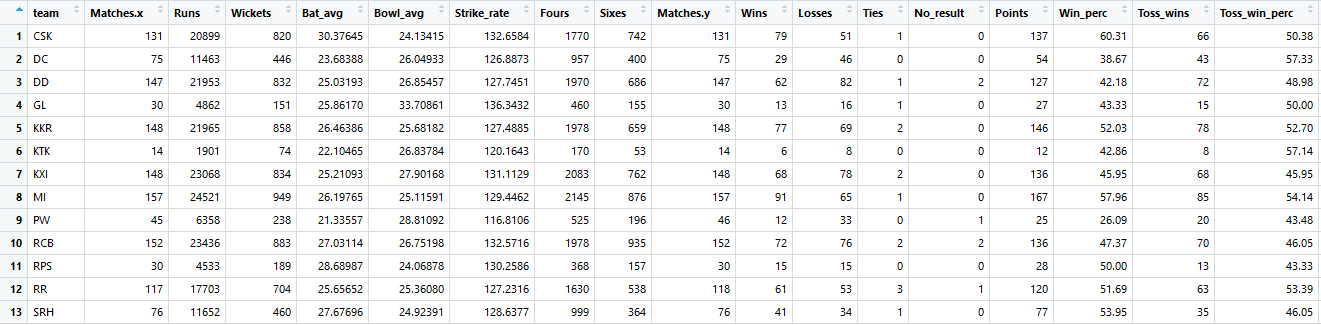 team Matches.x Runs Wickets Bat_avg Bowl_avg Strike_rate Fours Sixes Matches.y Wins Losses Ties No_result Points Win_perc Toss_wins Toss_win_perc
1 CSK 131 20899 820 30.37645 24.13415 132.6584 1770 742 131 79 51 1 0 137 60.31 66 50.38
2 DC 75 11463 446 23.68388 26.04933 126.8873 957 400 75 29 46 0 0 54 38.67 43 57.33
3 DD 147 21953 832 25.03193 26.85457 127.7451 1970 686 147 62 82 1 2 127 42.18 72 48.98
4 GL 30 4862 151 25.86170 33.70861 136.3432 460 155 30 13 16 1 0 27 43.33 15 50.00
5 KKR 148 21965 858 26.46386 25.68182 127.4885 1978 659 148 77 69 2 0 146 52.03 78 52.70
6 KTK 14 1901 74 22.10465 26.83784 120.1643 170 53 14 6 8 0 0 12 42.86 8 57.14
7 KXI 148 23068 834 25.21093 27.90168 131.1129 2083 762 148 68 78 2 0 136 45.95 68 45.95
8 MI 157 24521 949 26.19765 25.11591 129.4462 2145 876 157 91 65 1 0 167 57.96 85 54.14
9 PW 45 6358 238 21.33557 28.81092 116.8106 525 196 46 12 33 0 1 25 26.09 20 43.48
10 RCB 152 23436 883 27.03114 26.75198 132.5716 1978 935 152 72 76 2 2 136 47.37 70 46.05
11 RPS 30 4533 189 28.68987 24.06878 130.2586 368 157 30 15 15 0 0 28 50.00 13 43.33
12 RR 117 17703 704 25.65652 25.36080 127.2316 1630 538 118 61 53 3 1 120 51.69 63 53.39
13 SRH 76 11652 460 27.67696 24.92391 128.6377 999 364 76 41 34 1 0 77 53.95 35 46.05